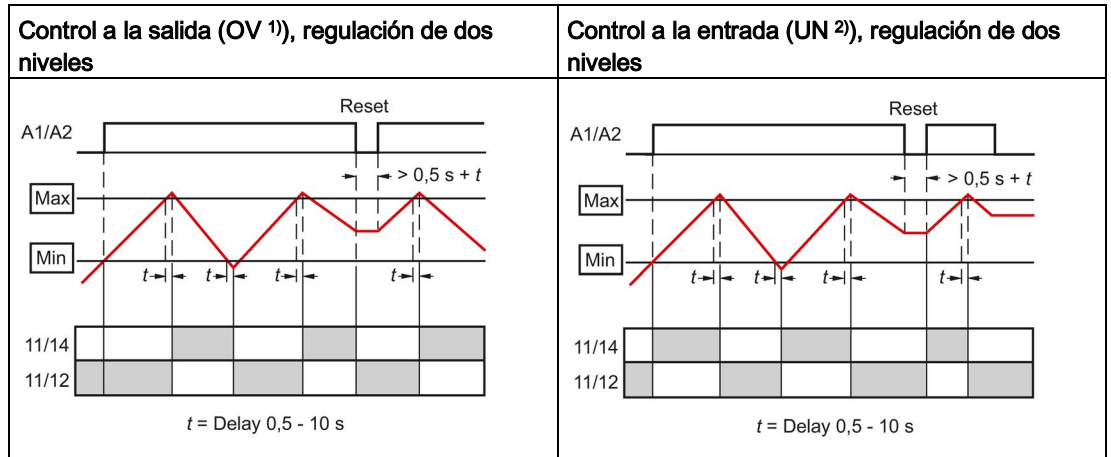 Control a la salida (OV 1)), regulación de dos
niveles
Reset
A1/A2
> 0,5 s + t
Max
Min
t
t
t
t
11/14
11/12
t = Delay 0,5 - 10 s
Control a la entrada (UN 2)), regulación de dos
niveles
Reset
A1/A2
> 0,5 s + t
Max
Min
t
t
t
t
11/14
11/12
t = Delay 0,5 - 10 s